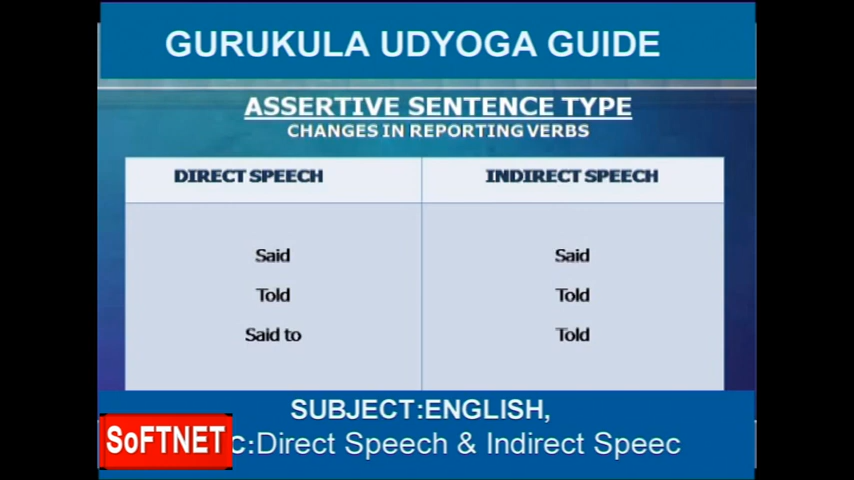 GURUKULA UDYOGA GUIDE
ASSERTIVE SENTENCE TYPE
CHANGES IN REPORTING VERBS
DIRECT SPEECH INDIRECT SPEECH
Said Said
Told Told
Said to Told
SUBJECT:ENGLISH,
SoFTNET C:Direct Speech & Indirect Speec